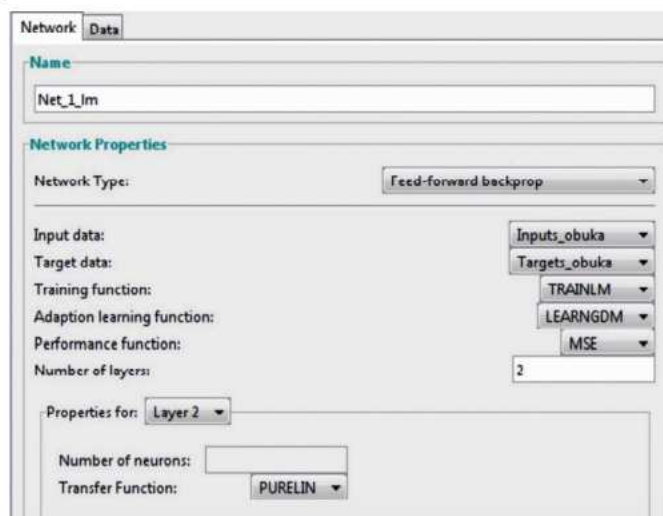 Network Data
Name
Net_1_lm
Network Properties
Network Type: Feed-forward backprop
Input data: Inputs_obuka
Target data: Targets_obuka
Training function: TRAINLM
Adaption learning function: LEARNGDM
Performance function: MSE
Number of layers: 2
Properties for: Layer 2
Number of neurons:
Transfer Function: PURELIN